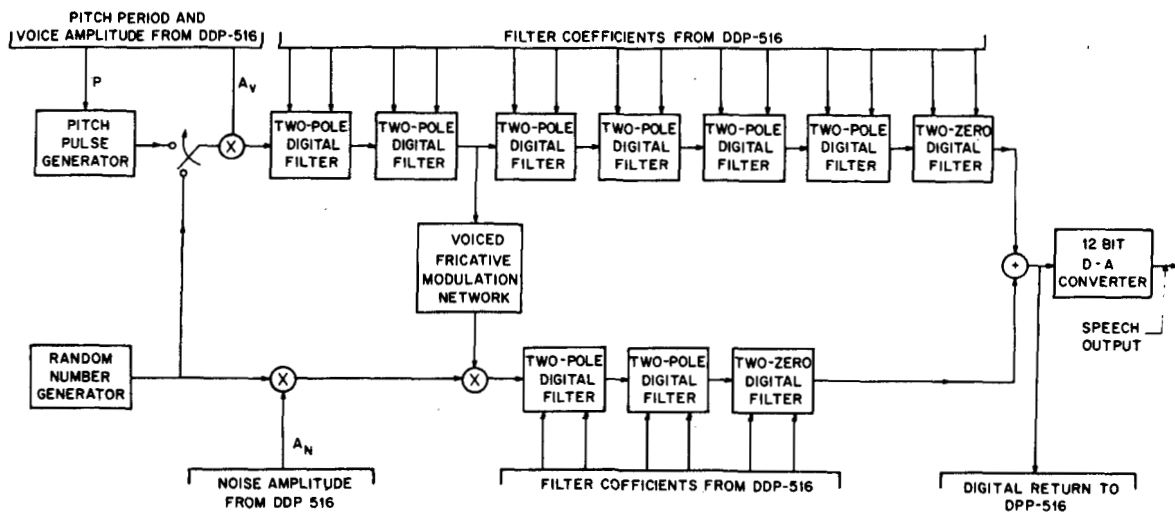 PITCH PERIOD AND
VOICE AMPLITUDE FROM DDP-516
FILTER COEFFICIENTS FROM DDP-516
P
A_V
PITCH
PULSE
GENERATOR
X
TWO-POLE
DIGITAL
FILTER
TWO-POLE
DIGITAL
FILTER
TWO-POLE
DIGITAL
FILTER
TWO-POLE
DIGITAL
FILTER
TWO-POLE
DIGITAL
FILTER
TWO-POLE
DIGITAL
FILTER
TWO-ZERO
DIGITAL
FILTER
VOICED
FRICATIVE
MODULATION
NETWORK
+
12 BIT
D-A
CONVERTER
SPEECH
OUTPUT
RANDOM
NUMBER
GENERATOR
X
X
TWO-POLE
DIGITAL
FILTER
TWO-POLE
DIGITAL
FILTER
TWO-ZERO
DIGITAL
FILTER
A_N
NOISE AMPLITUDE
FROM DDP 516
FILTER COFFICIENTS FROM DDP-516
DIGITAL RETURN TO
DPP-516